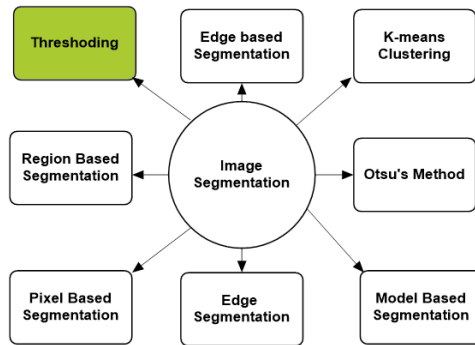 Threshoding
Edge based
Segmentation
K-means
Clustering
Region Based
Segmentation
Image
Segmentation
Otsu's Method
Pixel Based
Segmentation
Edge
Segmentation
Model Based
Segmentation